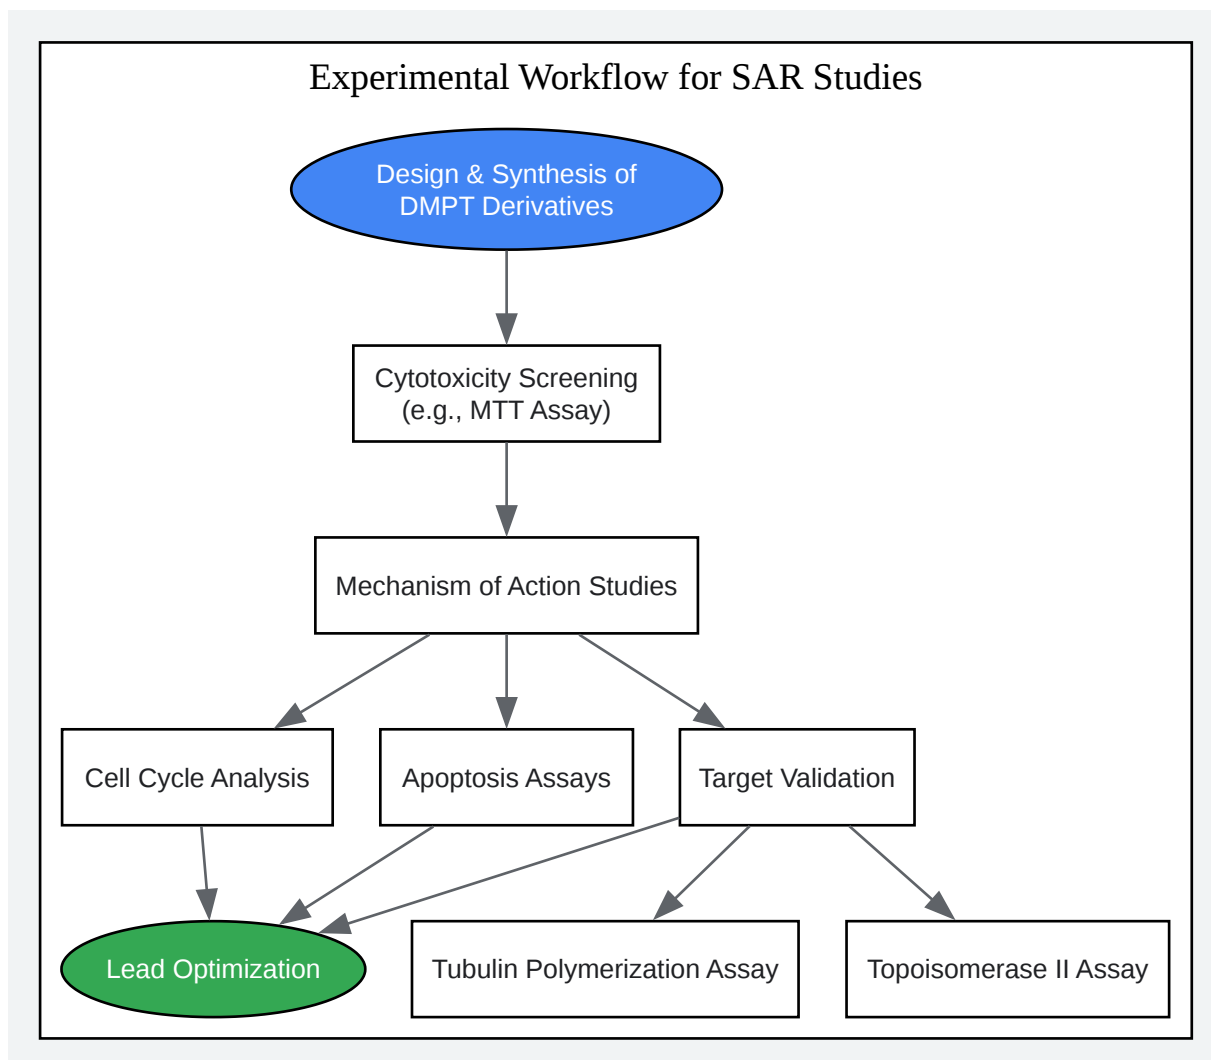 Experimental Workflow for SAR Studies
Design & Synthesis of
DMPT Derivatives
Cytotoxicity Screening
(e.g., MTT Assay)
Mechanism of Action Studies
Cell Cycle Analysis
Apoptosis Assays
Target Validation
Lead Optimization
Tubulin Polymerization Assay
Topoisomerase II Assay